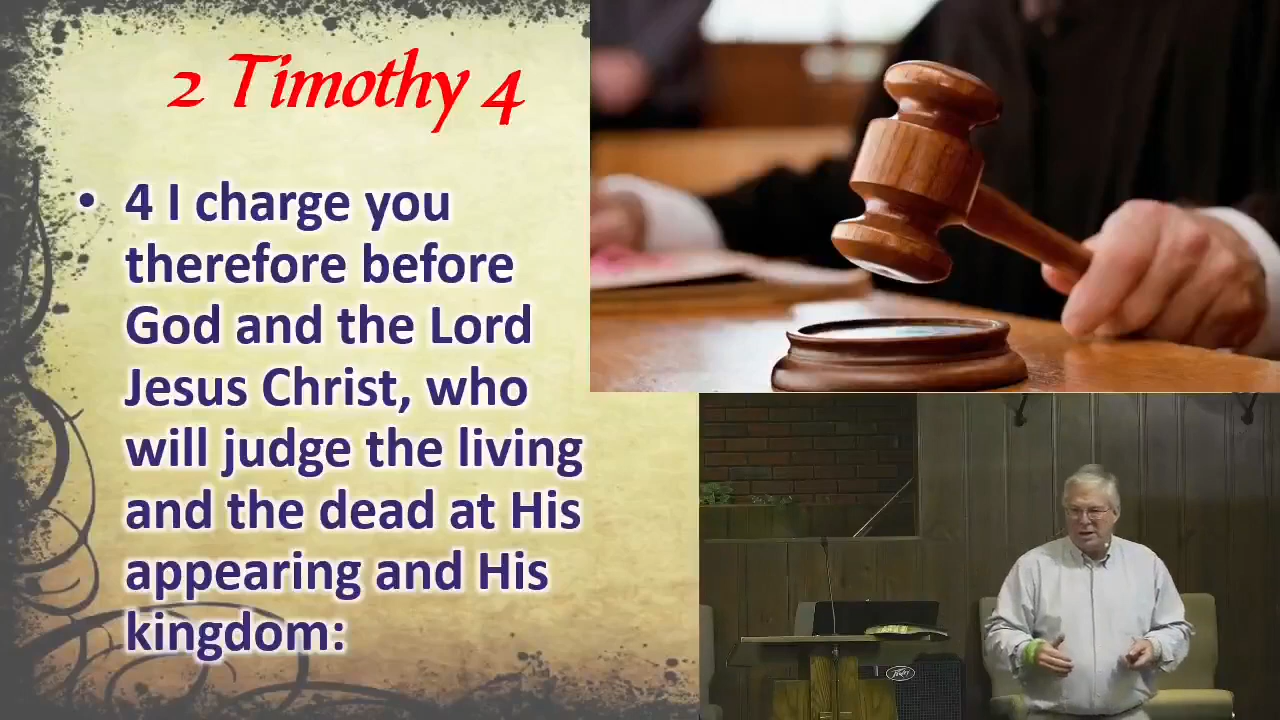 2 Timothy 4
• 4 I charge you
therefore before
God and the Lord
Jesus Christ, who
will judge the living
and the dead at His
appearing and His
kingdom:
PEAVEY